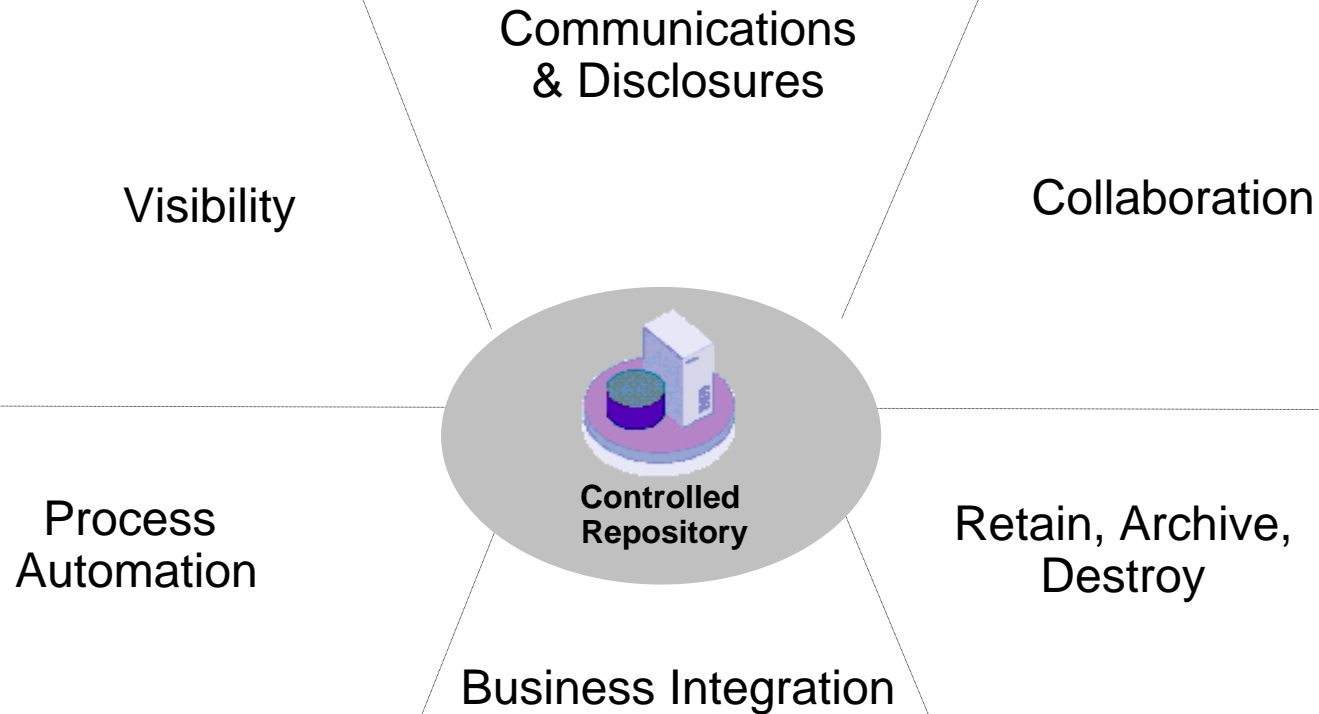 Communications
& Disclosures
Visibility
Collaboration
Controlled
Repository
Process
Automation
Retain, Archive,
Destroy
Business Integration